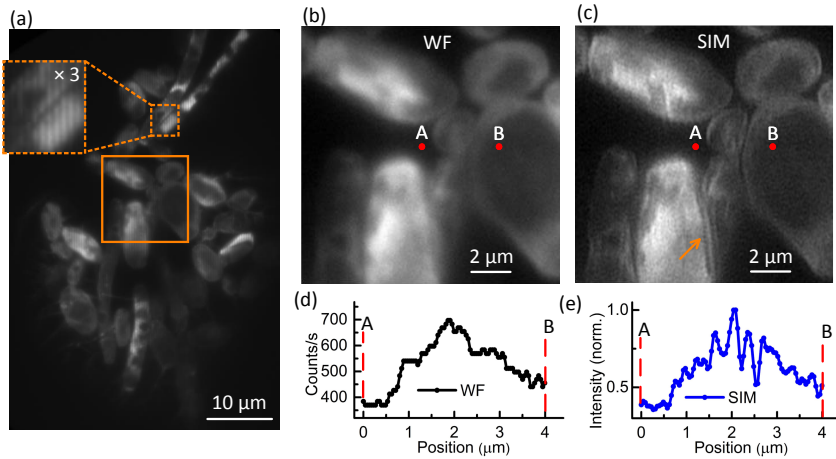 (a)
× 3
10 μm
(b)
WF
A
B
2 μm
(c)
SIM
A
B
2 μm
(d)
700
600
500
400
Counts/s
A
B
WF
0 1 2 3 4
Position (μm)
(e)
1.0
0.5
Intensity (norm.)
A
B
SIM
0 1 2 3 4
Position (μm)